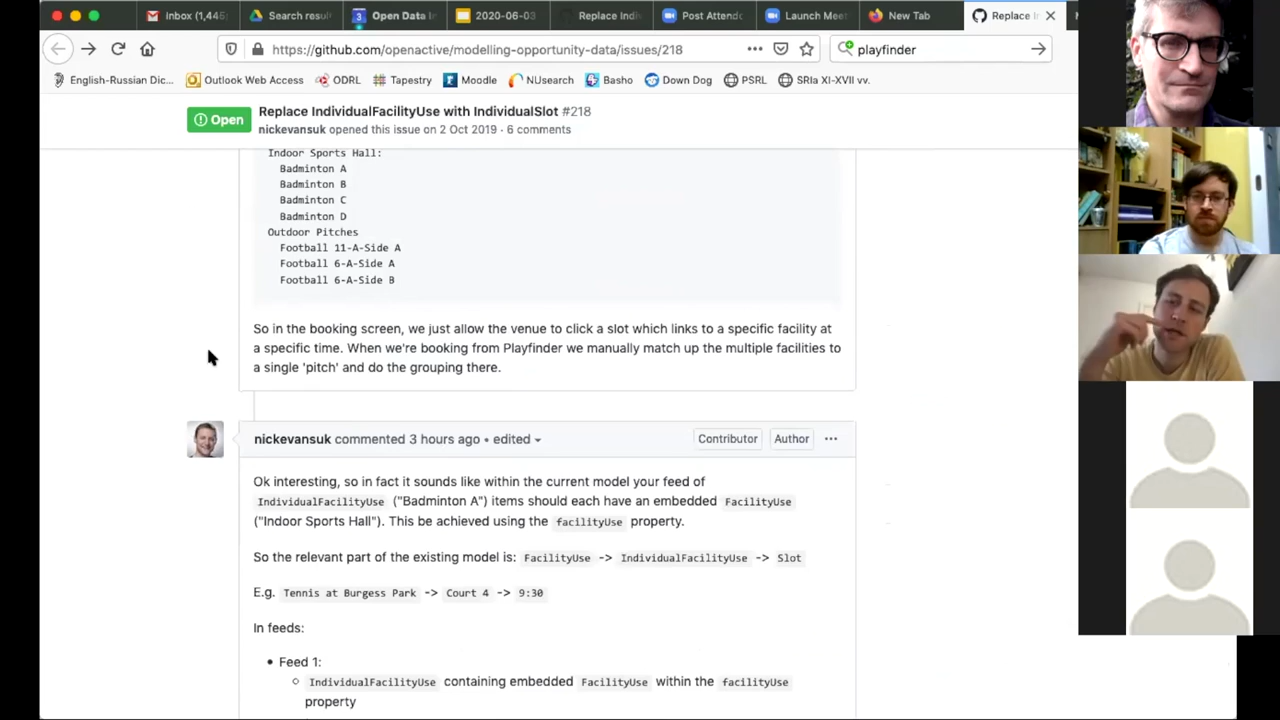 Inbox (1,446
Search resul
Open Data In
2020-06-03
Replace Indiv
Post Attend
Launch Meet
New Tab
Replace In
https://github.com/openactive/modelling-opportunity-data/issues/218
playfinder
English-Russian Dic...
Outlook Web Access
ODRL
Tapestry
Moodle
NUsearch
Basho
Down Dog
PSRL
SRIa XI-XVII vv.
Open
Replace IndividualFacilityUse with IndividualSlot #218
nickevansuk opened this issue on 2 Oct 2019 · 6 comments
Indoor Sports Hall:
Badminton A
Badminton B
Badminton C
Badminton D
Outdoor Pitches
Football 11-A-Side A
Football 6-A-Side A
Football 6-A-Side B
So in the booking screen, we just allow the venue to click a slot which links to a specific facility at
a specific time. When we're booking from Playfinder we manually match up the multiple facilities to
a single 'pitch' and do the grouping there.
nickevansuk commented 3 hours ago • edited
Contributor
Author
Ok interesting, so in fact it sounds like within the current model your feed of
IndividualFacilityUse ("Badminton A") items should each have an embedded FacilityUse
("Indoor Sports Hall"). This be achieved using the facilityUse property.
So the relevant part of the existing model is: FacilityUse -> IndividualFacilityUse -> Slot
E.g. Tennis at Burgess Park -> Court 4 -> 9:30
In feeds:
• Feed 1:
○ IndividualFacilityUse containing embedded FacilityUse within the facilityUse
property